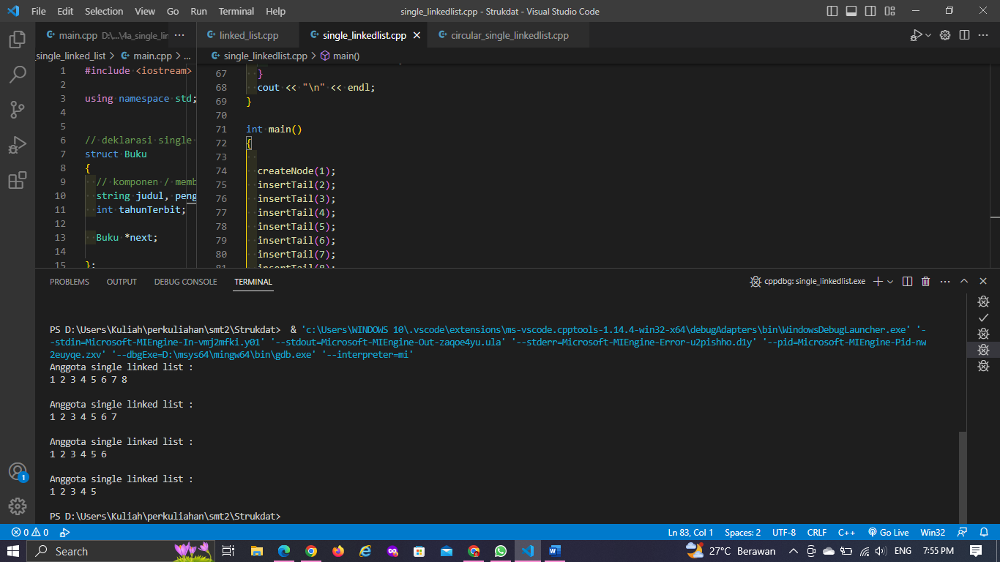 File Edit Selection View Go Run Terminal Help single_linkedlist.cpp - Strukdat - Visual Studio Code
main.cpp D:\...\4a_single_lin ...
linked_list.cpp single_linkedlist.cpp circular_single_linkedlist.cpp
_single_linked_list > main.cpp > ...
single_linkedlist.cpp > main()
1 #include <iostream>
2
3 using namespace std;
4
5
6 // deklarasi single
7 struct Buku
8 {
9 // komponen / memb
10 string judul, peng
11 int tahunTerbit;
12
13 Buku *next;
14
15 };
67 }
68 cout << "\n" << endl;
69 }
70
71 int main()
72 {
73
74 createNode(1);
75 insertTail(2);
76 insertTail(3);
77 insertTail(4);
78 insertTail(5);
79 insertTail(6);
80 insertTail(7);
81 insertTail(8);
PROBLEMS OUTPUT DEBUG CONSOLE TERMINAL cppdbg: single_linkedlist.exe
PS D:\Users\Kuliah\perkuliahan\smt2\Strukdat> & 'c:\Users\WINDOWS 10\.vscode\extensions\ms-vscode.cpptools-1.14.4-win32-x64\debugAdapters\bin\WindowsDebugLauncher.exe' '-
-stdin=Microsoft-MIEngine-In-vmj2mfki.y01' '--stdout=Microsoft-MIEngine-Out-zaqoe4yu.ula' '--stderr=Microsoft-MIEngine-Error-u2pishho.d1y' '--pid=Microsoft-MIEngine-Pid-nw
2euyqe.zxv' '--dbgExe=D:\msys64\mingw64\bin\gdb.exe' '--interpreter=mi'
Anggota single linked list :
1 2 3 4 5 6 7 8
Anggota single linked list :
1 2 3 4 5 6 7
Anggota single linked list :
1 2 3 4 5 6
Anggota single linked list :
1 2 3 4 5
PS D:\Users\Kuliah\perkuliahan\smt2\Strukdat>
1
0 0 Ln 83, Col 1 Spaces: 2 UTF-8 CRLF C++ Go Live Win32
Search 27°C Berawan ENG 7:55 PM